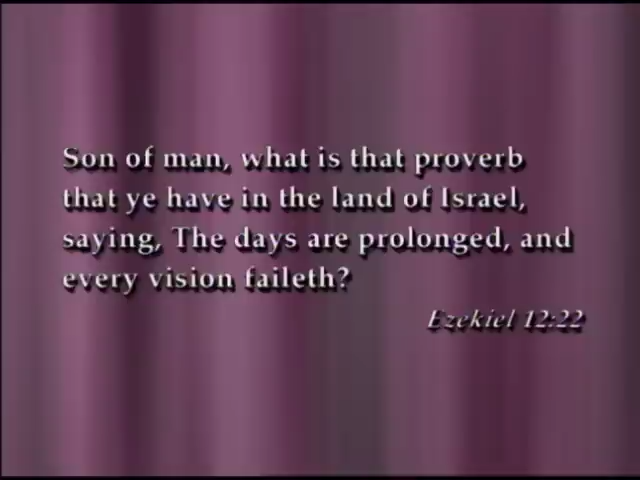 Son of man, what is that proverb
that ye have in the land of Israel,
saying, The days are prolonged, and
every vision faileth?
Ezekiel 12:22